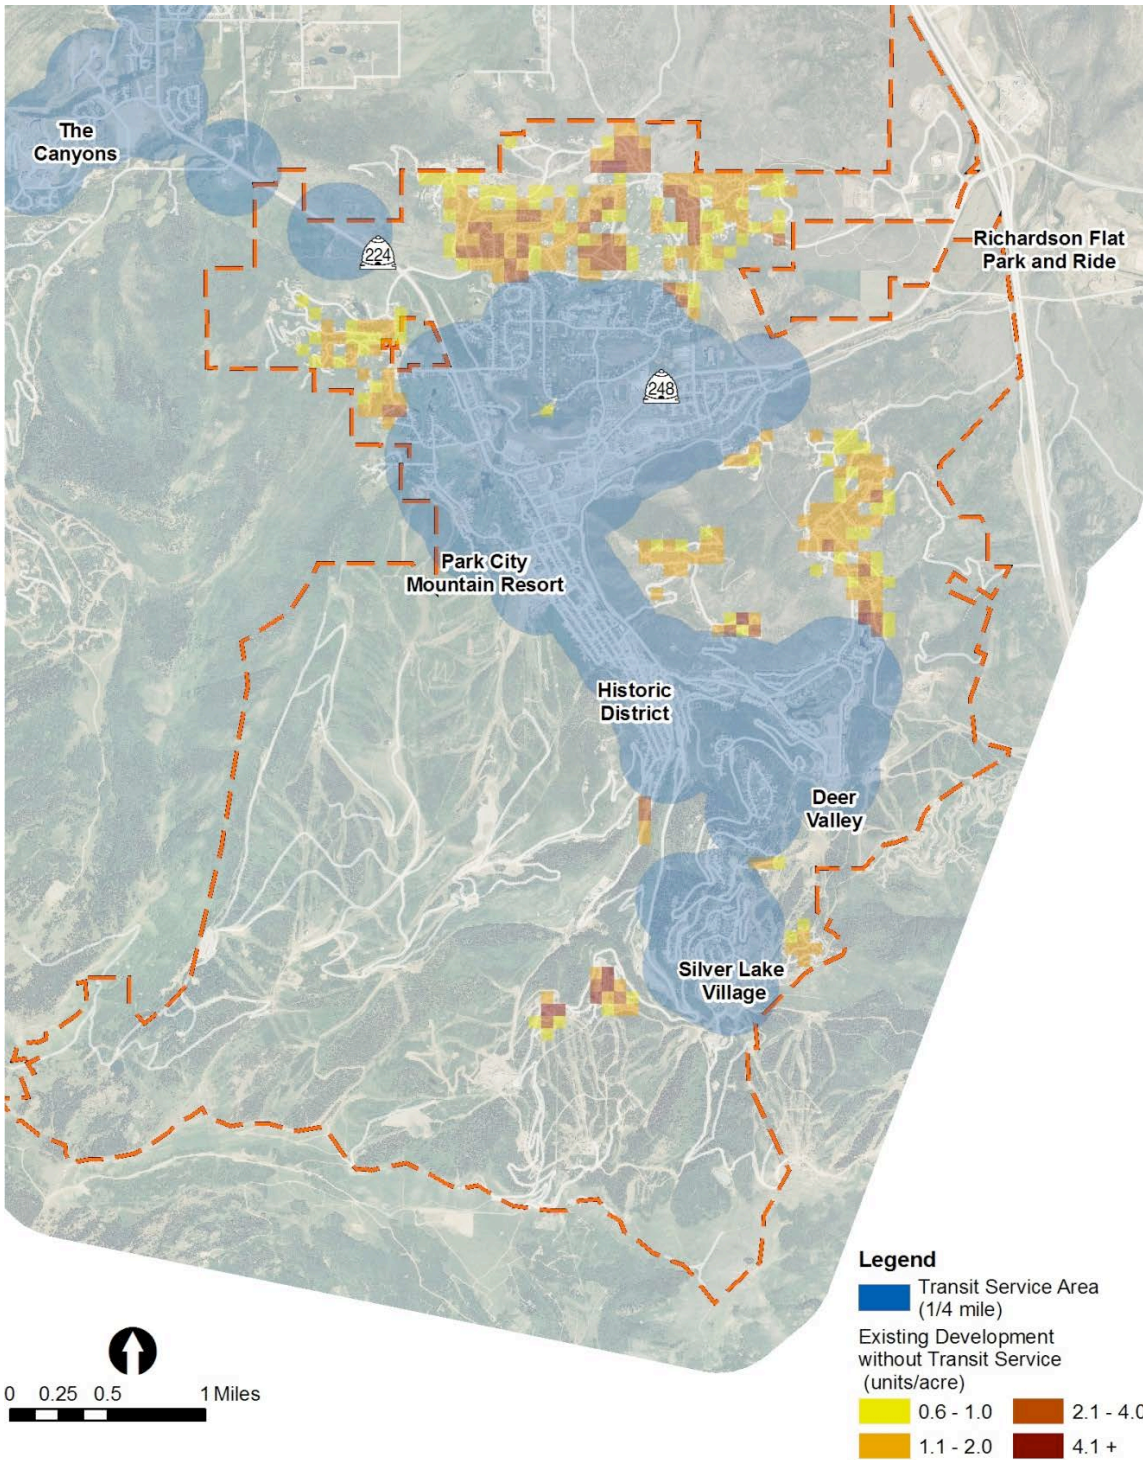 The
Canyons
224
Richardson Flat
Park and Ride
248
Park City
Mountain Resort
Historic
District
Deer
Valley
Silver Lake
Village
Legend
Transit Service Area
(1/4 mile)
Existing Development
without Transit Service
(units/acre)
0.6 - 1.0
2.1 - 4.0
1.1 - 2.0
4.1 +
0 0.25 0.5 1 Miles